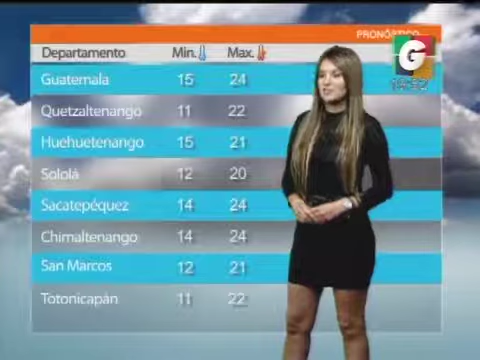 PRONÓSTICO
G
Departamento Min. Max.
Guatemala 15 24
Quetzaltenango 11 22
Huehuetenango 15 21
Sololá 12 20
Sacatepéquez 14 24
Chimaltenango 14 24
San Marcos 12 21
Totonicapán 11 22